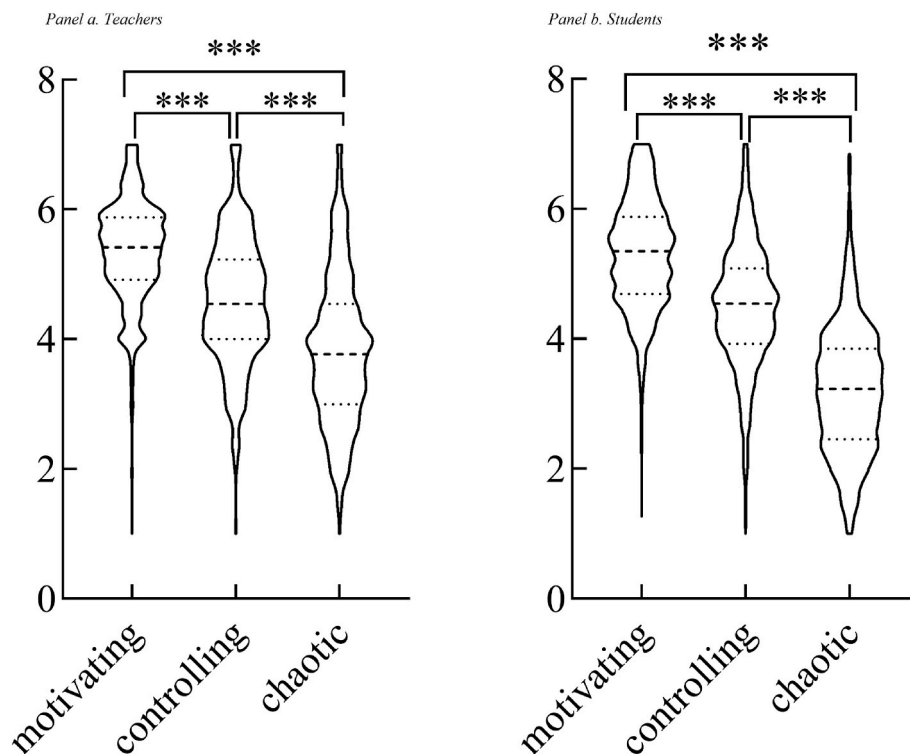 Panel a. Teachers
***
8
*** ***
6
4
2
0
motivating
controlling
chaotic
Panel b. Students
***
8
*** ***
6
4
2
0
motivating
controlling
chaotic